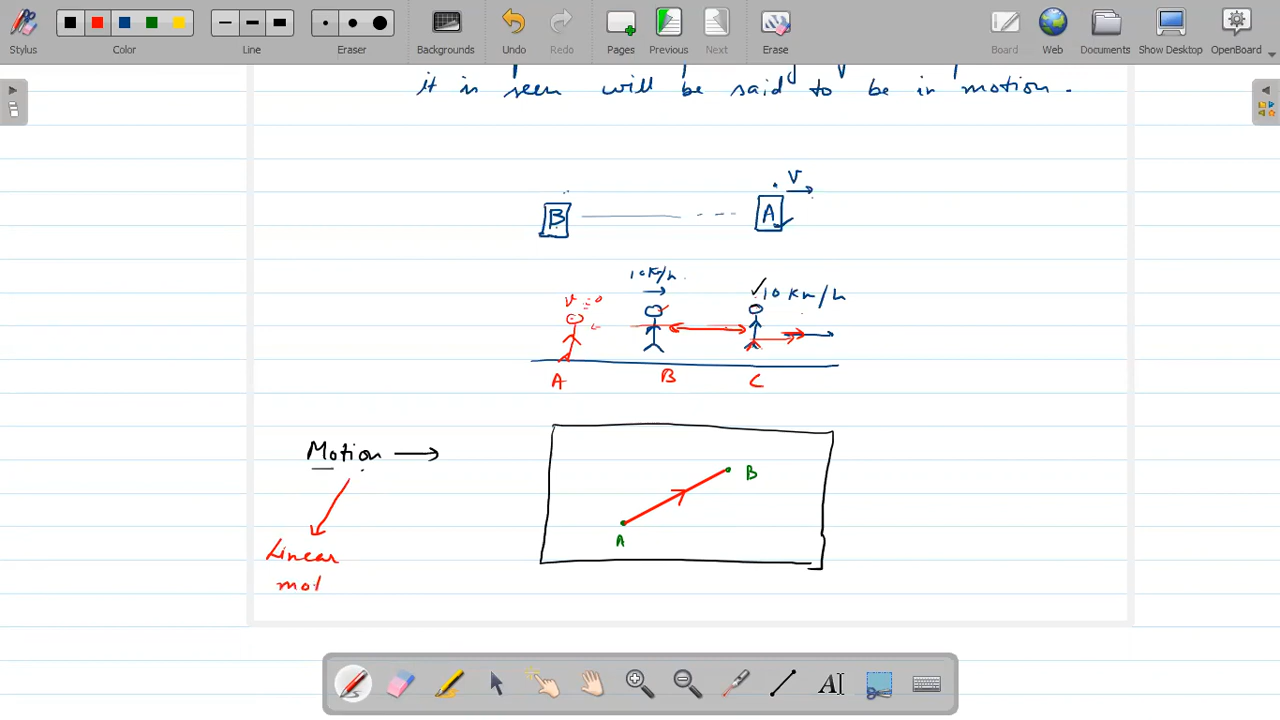 Stylus
Color
Line
Eraser
Backgrounds
Undo
Redo
Pages
Previous
Next
Erase
Board
Web
Documents
Show Desktop
OpenBoard
it is seen will be said to be in motion.
V
B
A
10 Km/h
10 Km/h
A
B
C
Motion
B
A
Linear
mot